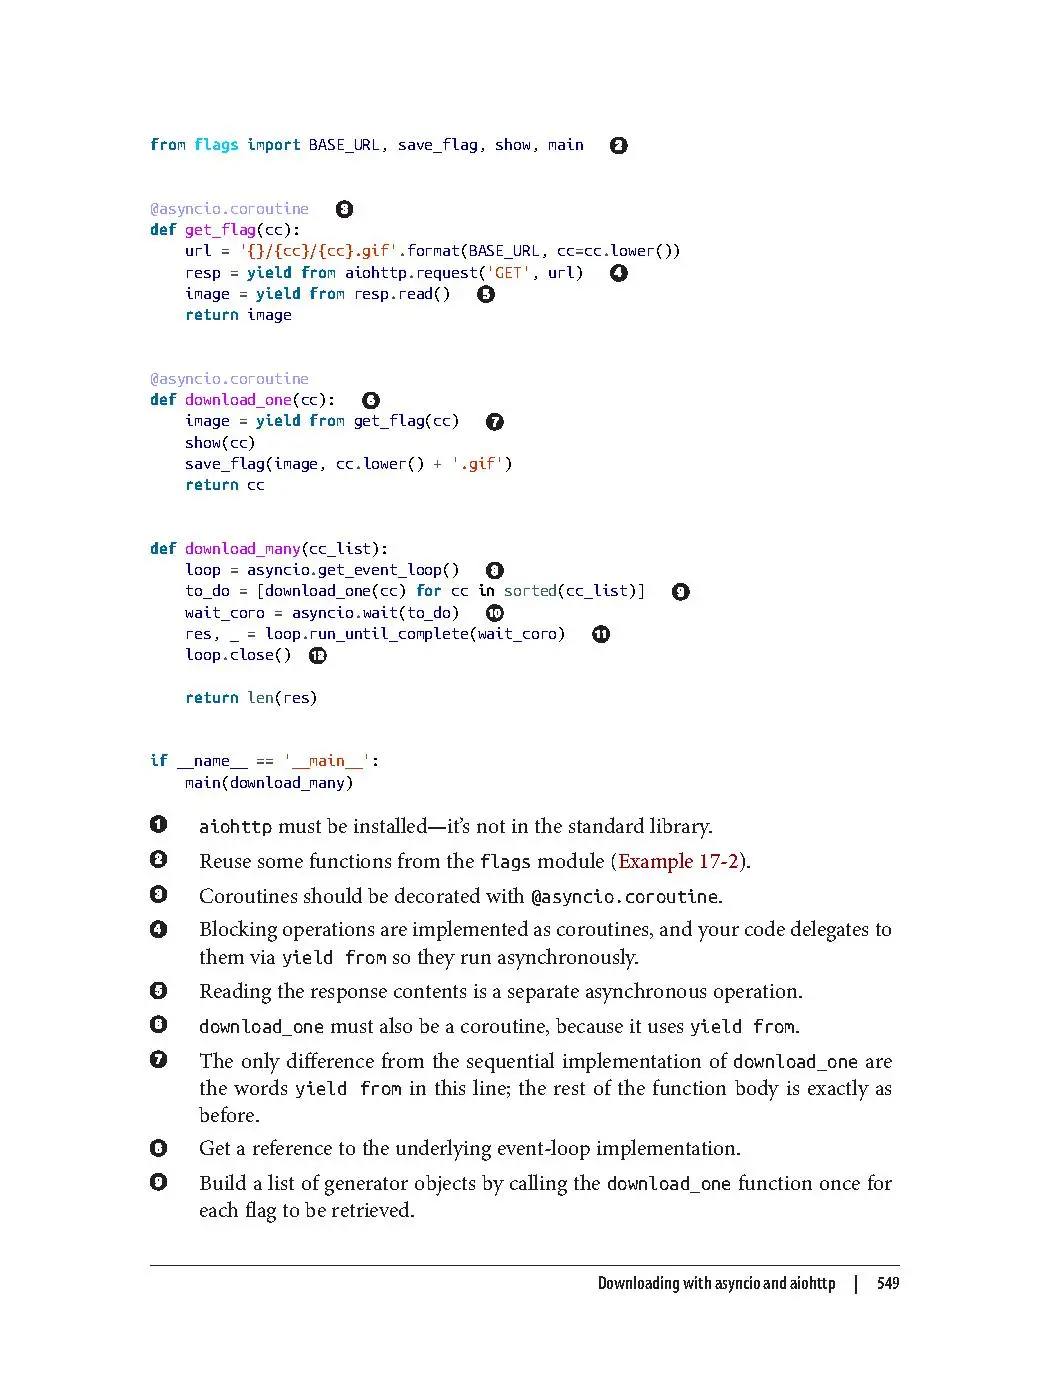 from flags import BASE_URL, save_flag, show, main ❷
@asyncio.coroutine ❸
def get_flag(cc):
    url = '{}/{cc}/{cc}.gif'.format(BASE_URL, cc=cc.lower())
    resp = yield from aiohttp.request('GET', url) ❹
    image = yield from resp.read() ❺
    return image
@asyncio.coroutine
def download_one(cc): ❻
    image = yield from get_flag(cc) ❼
    show(cc)
    save_flag(image, cc.lower() + '.gif')
    return cc
def download_many(cc_list):
    loop = asyncio.get_event_loop() ❽
    to_do = [download_one(cc) for cc in sorted(cc_list)] ❾
    wait_coro = asyncio.wait(to_do) ❿
    res, _ = loop.run_until_complete(wait_coro) ⓫
    loop.close() ⓬
    return len(res)
if __name__ == '__main__':
    main(download_many)
❶ aiohttp must be installed—it's not in the standard library.
❷ Reuse some functions from the flags module (Example 17-2).
❸ Coroutines should be decorated with @asyncio.coroutine.
❹ Blocking operations are implemented as coroutines, and your code delegates to
them via yield from so they run asynchronously.
❺ Reading the response contents is a separate asynchronous operation.
❻ download_one must also be a coroutine, because it uses yield from.
❼ The only difference from the sequential implementation of download_one are
the words yield from in this line; the rest of the function body is exactly as
before.
❽ Get a reference to the underlying event-loop implementation.
❾ Build a list of generator objects by calling the download_one function once for
each flag to be retrieved.
Downloading with asyncio and aiohttp | 549